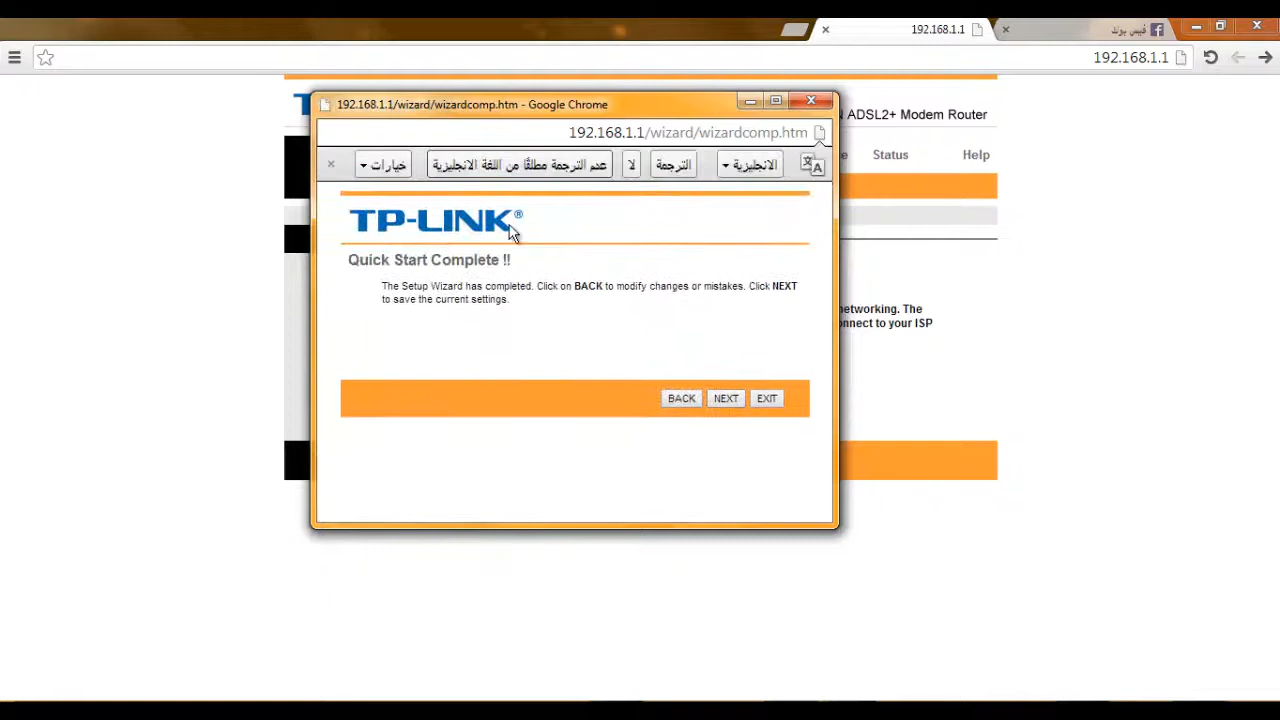 192.168.1.1
فيس بوند
192.168.1.1
192.168.1.1/wizard/wizardcomp.htm - Google Chrome
192.168.1.1/wizard/wizardcomp.htm
الانجليزية
الترجمة
لا
عدم الترجمة مطلقًا من اللغة الانجليزية
خيارات
TP-LINK®
Quick Start Complete !!
The Setup Wizard has completed. Click on BACK to modify changes or mistakes. Click NEXT
to save the current settings.
BACK NEXT EXIT
N ADSL2+ Modem Router
Status Help
networking. The
onnect to your ISP